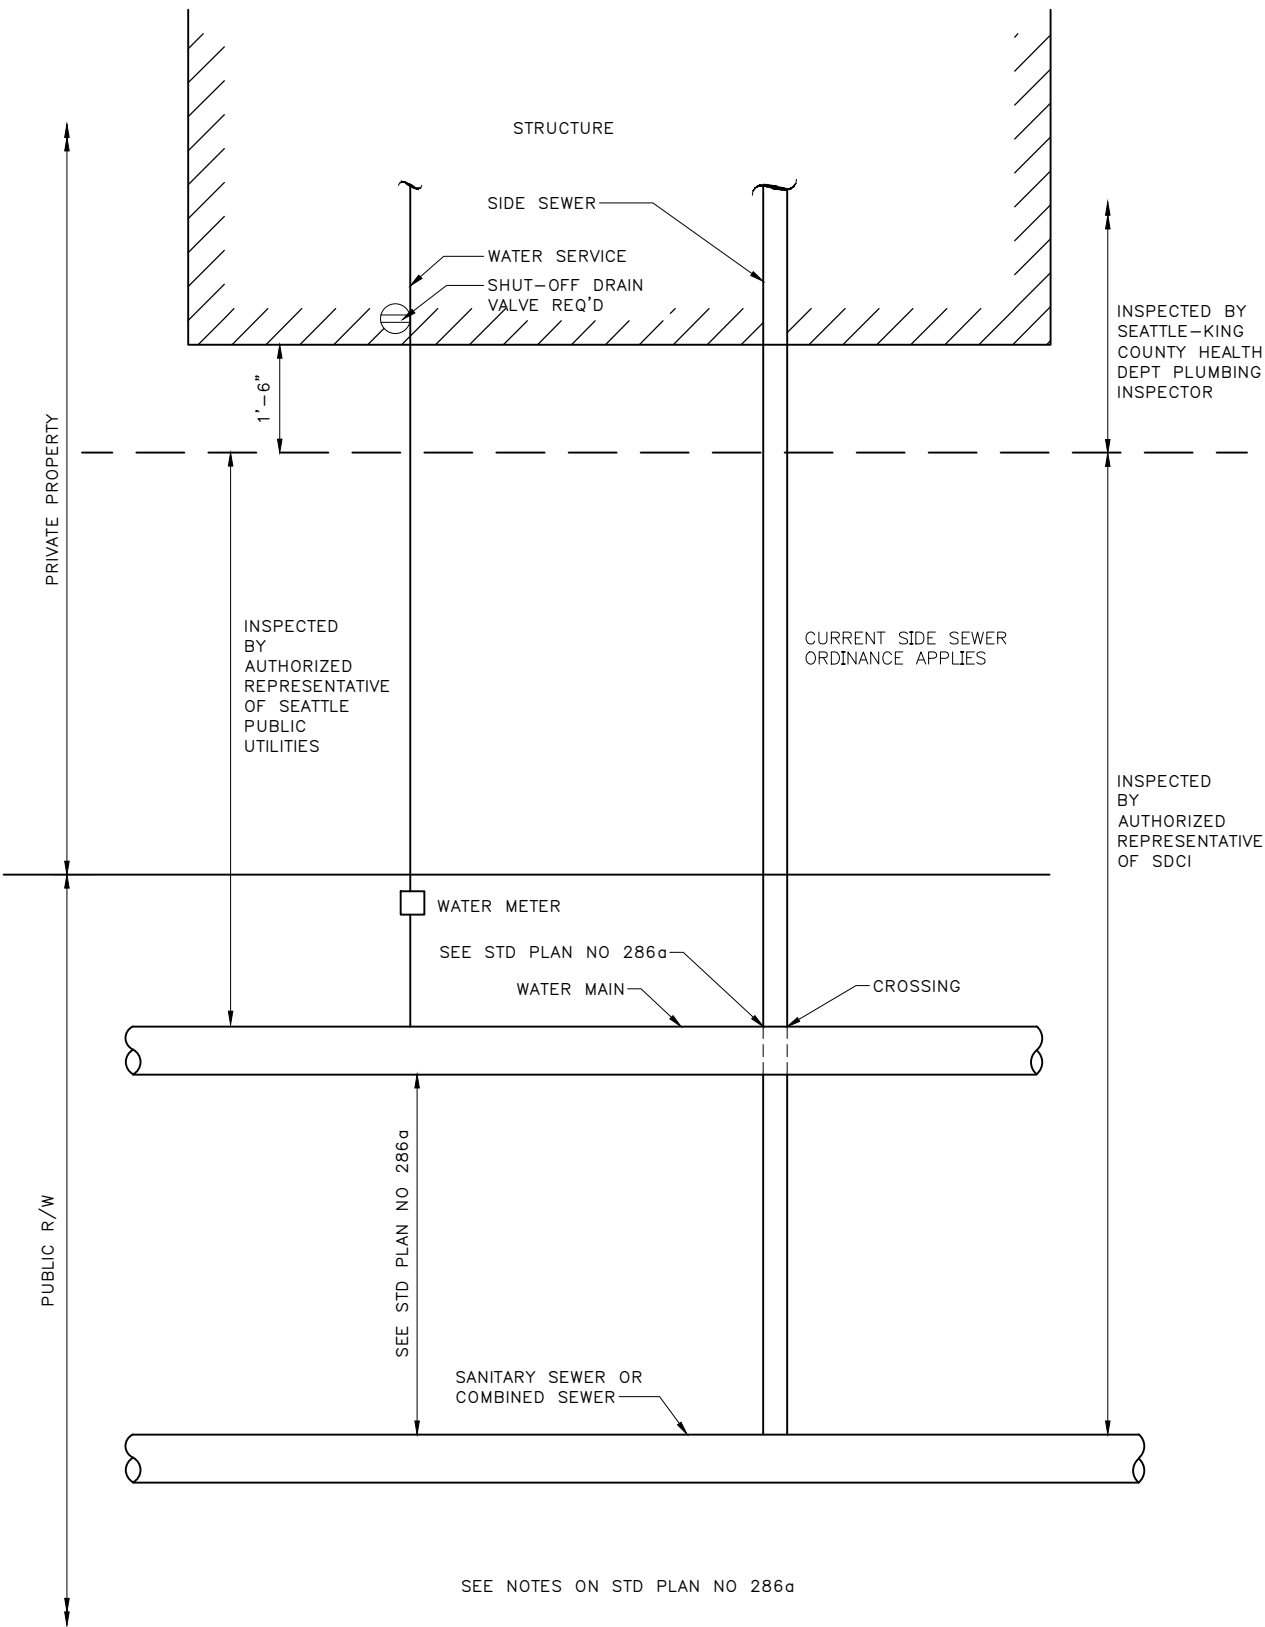 STRUCTURE
SIDE SEWER
WATER SERVICE
SHUT-OFF DRAIN
VALVE REQ'D
INSPECTED BY
SEATTLE-KING
COUNTY HEALTH
DEPT PLUMBING
INSPECTOR
1'-6"
PRIVATE PROPERTY
INSPECTED
BY
AUTHORIZED
REPRESENTATIVE
OF SEATTLE
PUBLIC
UTILITIES
CURRENT SIDE SEWER
ORDINANCE APPLIES
INSPECTED
BY
AUTHORIZED
REPRESENTATIVE
OF SDCI
WATER METER
SEE STD PLAN NO 286a
WATER MAIN
CROSSING
SEE STD PLAN NO 286a
PUBLIC R/W
SANITARY SEWER OR
COMBINED SEWER
SEE NOTES ON STD PLAN NO 286a